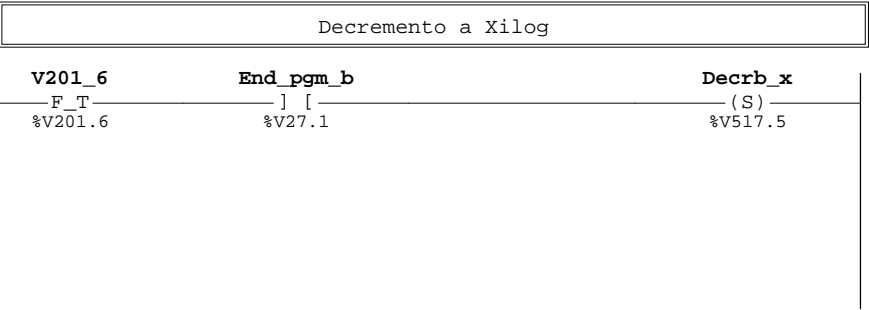 Decremento a Xilog
V201_6 End_pgm_b Decrb_x
F_T ] [ (S)
%V201.6 %V27.1 %V517.5